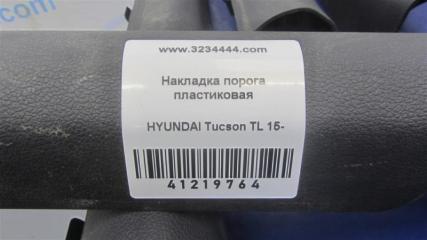 www.3234444.com
Накладка порога
пластиковая
HYUNDAI Tucson TL 15-
41219764